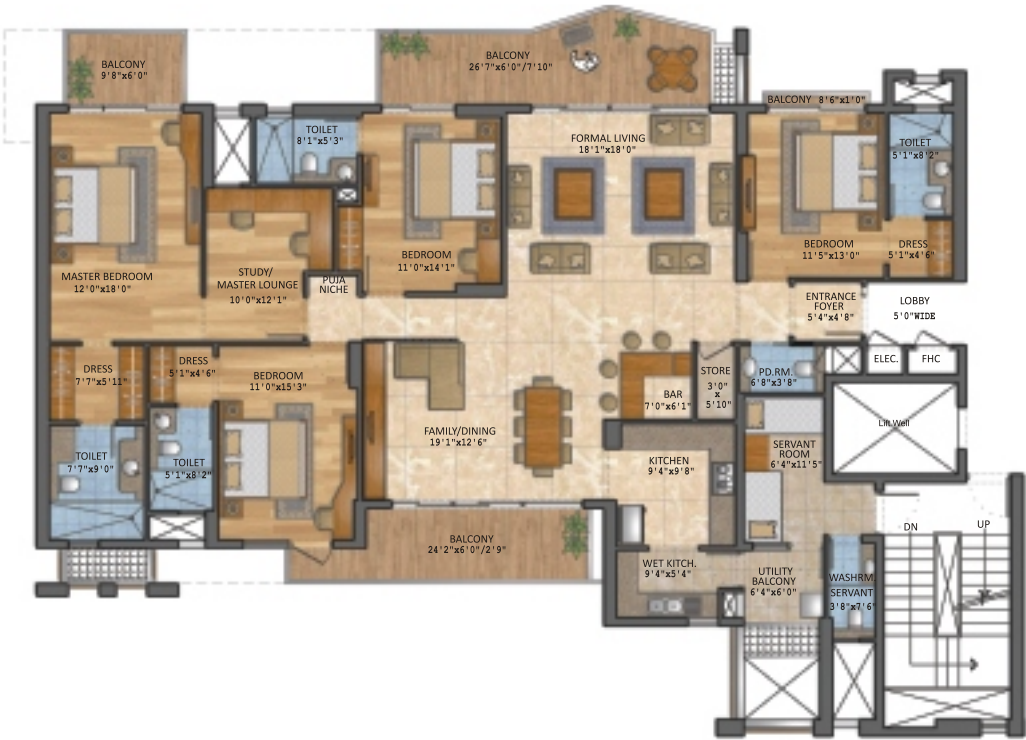 BALCONY
9'8"x6'0"
BALCONY
26'7"x6'0"/7'10"
BALCONY 8'6"x1'0"
TOILET
8'1"x5'3"
FORMAL LIVING
18'1"x18'0"
TOILET
5'1"x8'2"
MASTER BEDROOM
12'0"x18'0"
STUDY/
MASTER LOUNGE
10'0"x12'1"
PUJA
NICHE
BEDROOM
11'0"x14'1"
BEDROOM
11'5"x13'0"
DRESS
5'1"x4'6"
ENTRANCE
FOYER
5'4"x4'8"
LOBBY
5'0"WIDE
DRESS
7'7"x5'11"
DRESS
5'1"x4'6"
BEDROOM
11'0"x15'3"
STORE
3'0"
x
5'10"
PD.RM.
6'8"x3'8"
ELEC.
FHC
BAR
7'0"x6'1"
FAMILY/DINING
19'1"x12'6"
Lift Well
TOILET
7'7"x9'0"
TOILET
5'1"x8'2"
KITCHEN
9'4"x9'8"
SERVANT
ROOM
6'4"x11'5"
BALCONY
24'2"x6'0"/2'9"
DN
UP
WET KITCH.
9'4"x5'4"
UTILITY
BALCONY
6'4"x6'0"
WASHRM.
SERVANT
3'8"x7'6"